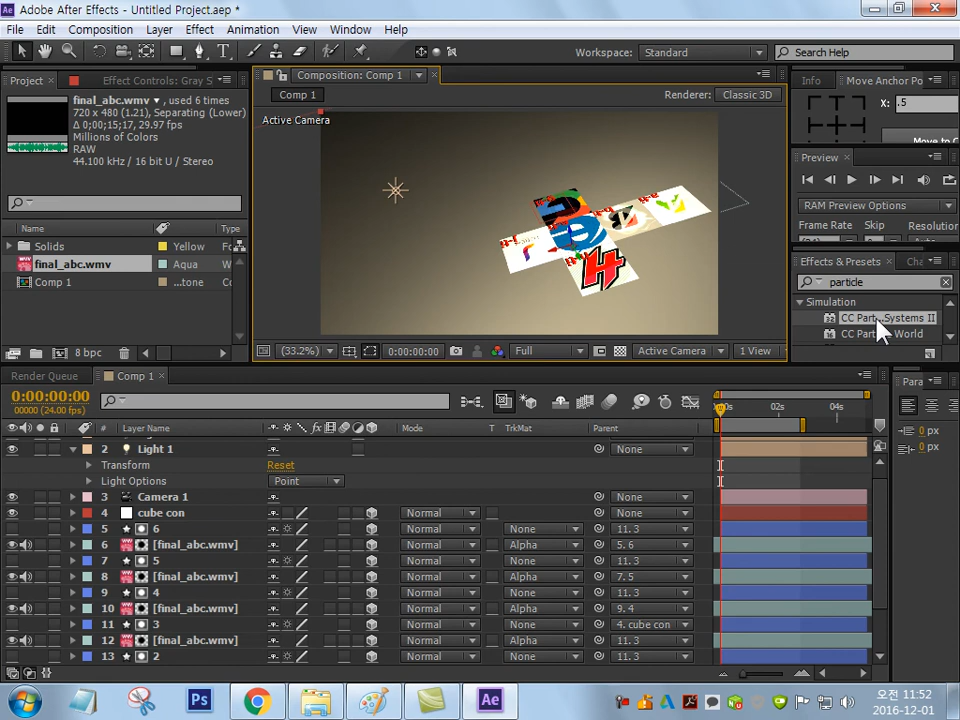 Adobe After Effects - Untitled Project.aep *
File Edit Composition Layer Effect Animation View Window Help
Workspace: Standard Search Help
Project Effect Controls: Gray S
Composition: Comp 1
Info Move Anchor Po
final_abc.wmv ▼, used 6 times
720 x 480 (1.21), Separating (Lower)
Δ 0;00;15;17, 29.97 fps
Millions of Colors
RAW
44.100 kHz / 16 bit U / Stereo
Comp 1
Renderer: Classic 3D
Active Camera
X: .5
Move to C
Preview
RAM Preview Options
Frame Rate Skip Resolution
Name Type
Solids Yellow F
final_abc.wmv Aqua W
Comp 1 ...tone C
Effects & Presets Cha
particle
Simulation
CC Part...Systems II
8 bpc
(33.2%) 0:00:00:00 Full Active Camera 1 View
Render Queue Comp 1
Para
0:00:00:00
00000 (24.00 fps)
02s 04s
# Layer Name Mode T TrkMat Parent
0 px
0 px
2 Light 1 None
Transform Reset
Light Options Point
3 Camera 1 None
4 cube con Normal None
5 6 Normal None 11. 3
6 [final_abc.wmv] Normal Alpha 5. 6
7 5 Normal None 11. 3
8 [final_abc.wmv] Normal Alpha 7. 5
9 4 Normal None 11. 3
10 [final_abc.wmv] Normal Alpha 9. 4
11 3 Normal None 4. cube con
12 [final_abc.wmv] Normal Alpha 11. 3
13 2 Normal None 11. 3
Ps Ae
오전 11:52
2016-12-01